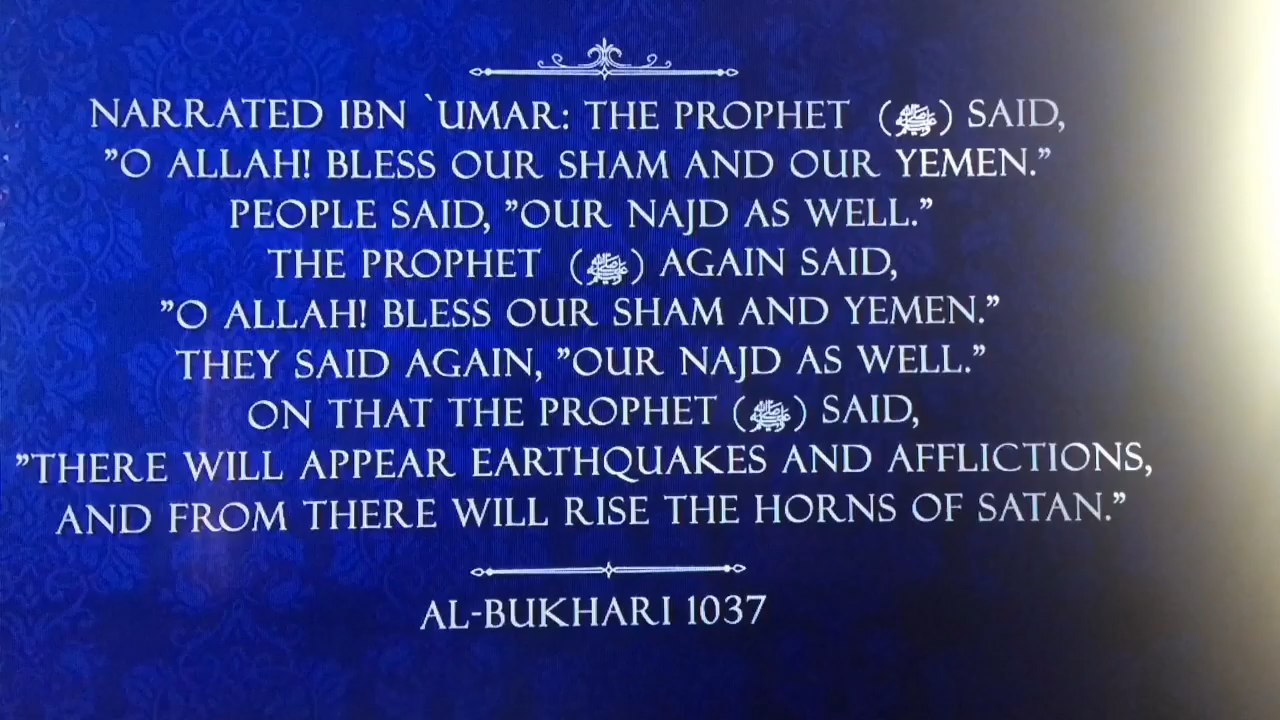 NARRATED IBN `UMAR: THE PROPHET (ﷺ) SAID,
"O ALLAH! BLESS OUR SHAM AND OUR YEMEN."
PEOPLE SAID, "OUR NAJD AS WELL."
THE PROPHET (ﷺ) AGAIN SAID,
"O ALLAH! BLESS OUR SHAM AND YEMEN."
THEY SAID AGAIN, "OUR NAJD AS WELL."
ON THAT THE PROPHET (ﷺ) SAID,
"THERE WILL APPEAR EARTHQUAKES AND AFFLICTIONS,
AND FROM THERE WILL RISE THE HORNS OF SATAN."
AL-BUKHARI 1037